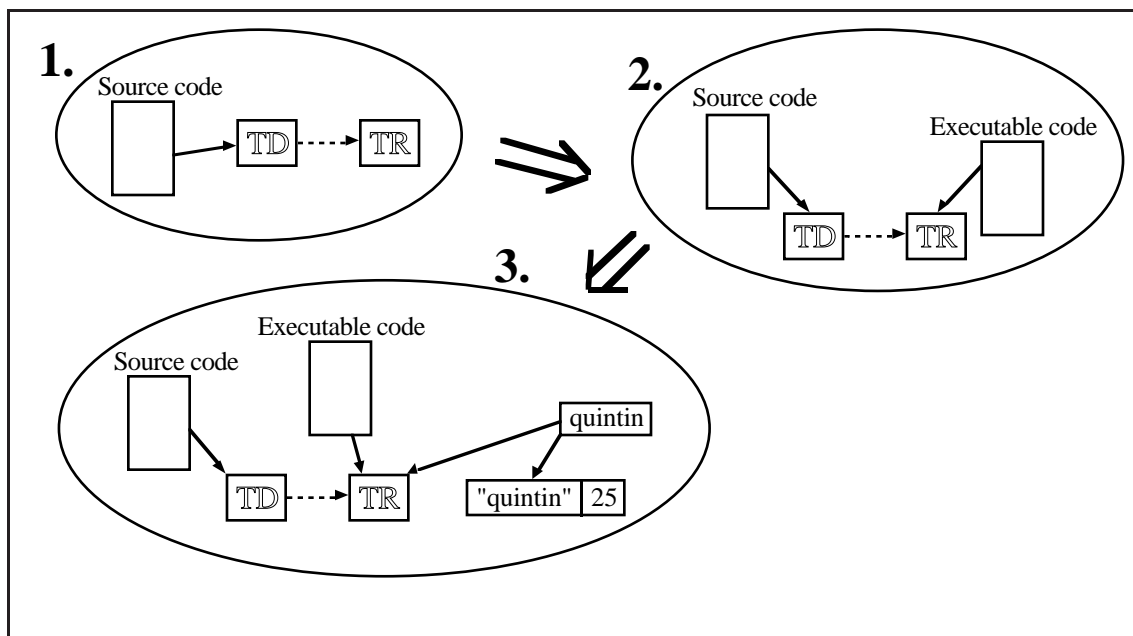 1.
Source code
TD
TR
2.
Source code
Executable code
TD
TR
3.
Executable code
Source code
quintin
TD
TR
"quintin" 25